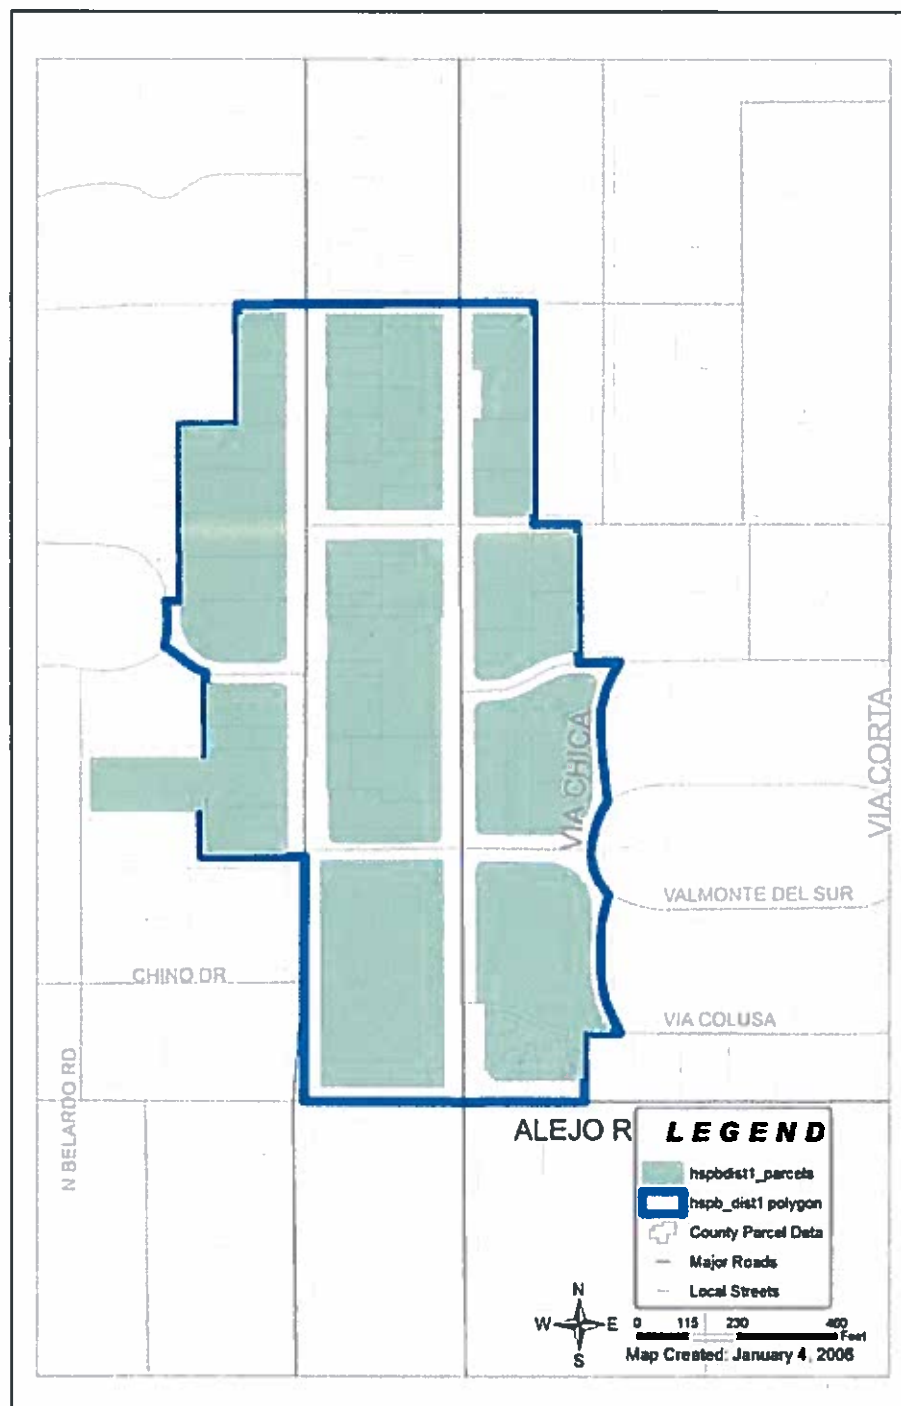 VIA CHICA
VIA CORTA
VALMONTE DEL SUR
CHINO DR
VIA COLUSA
N BELARDO RD
ALEJO R
LEGEND
hspbdist1_parcels
hspb_dist1 polygon
County Parcel Data
Major Roads
Local Streets
N
W E
S
0 115 230 460
Feet
Map Created: January 4, 2006